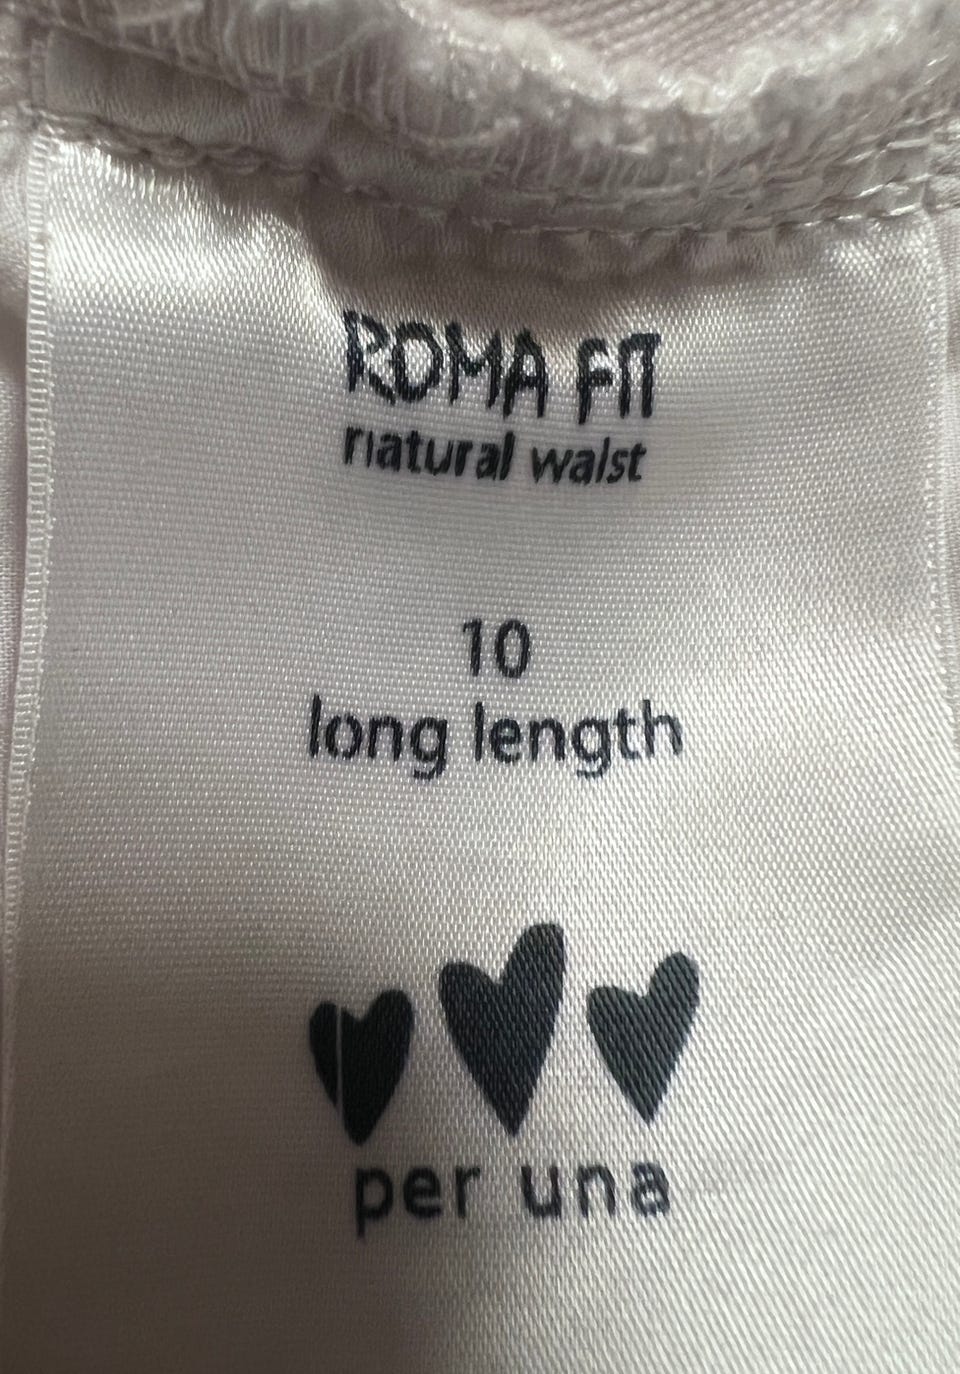 ROMA FIT
natural waist
10
long length
per una